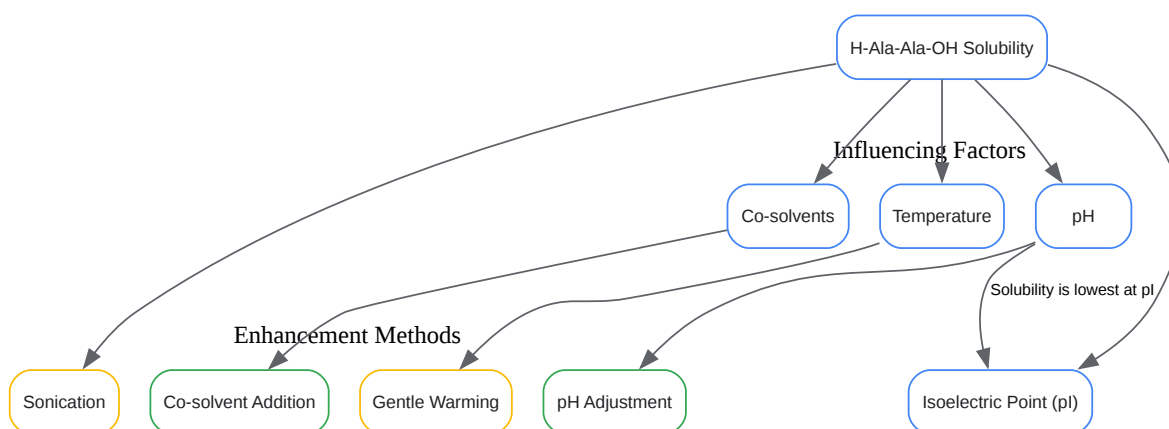 H-Ala-Ala-OH Solubility
Influencing Factors
Co-solvents
Temperature
pH
Solubility is lowest at pI
Enhancement Methods
Sonication
Co-solvent Addition
Gentle Warming
pH Adjustment
Isoelectric Point (pI)